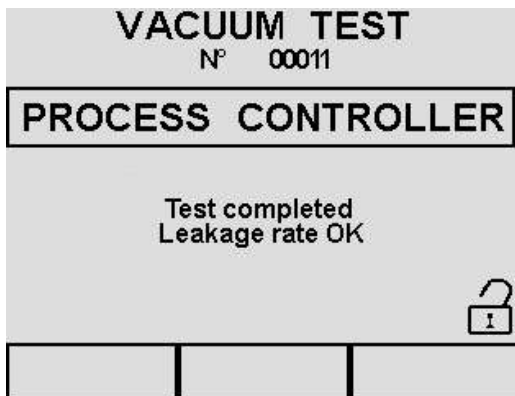 VACUUM TEST
N° 00011
PROCESS CONTROLLER
Test completed
Leakage rate OK
I